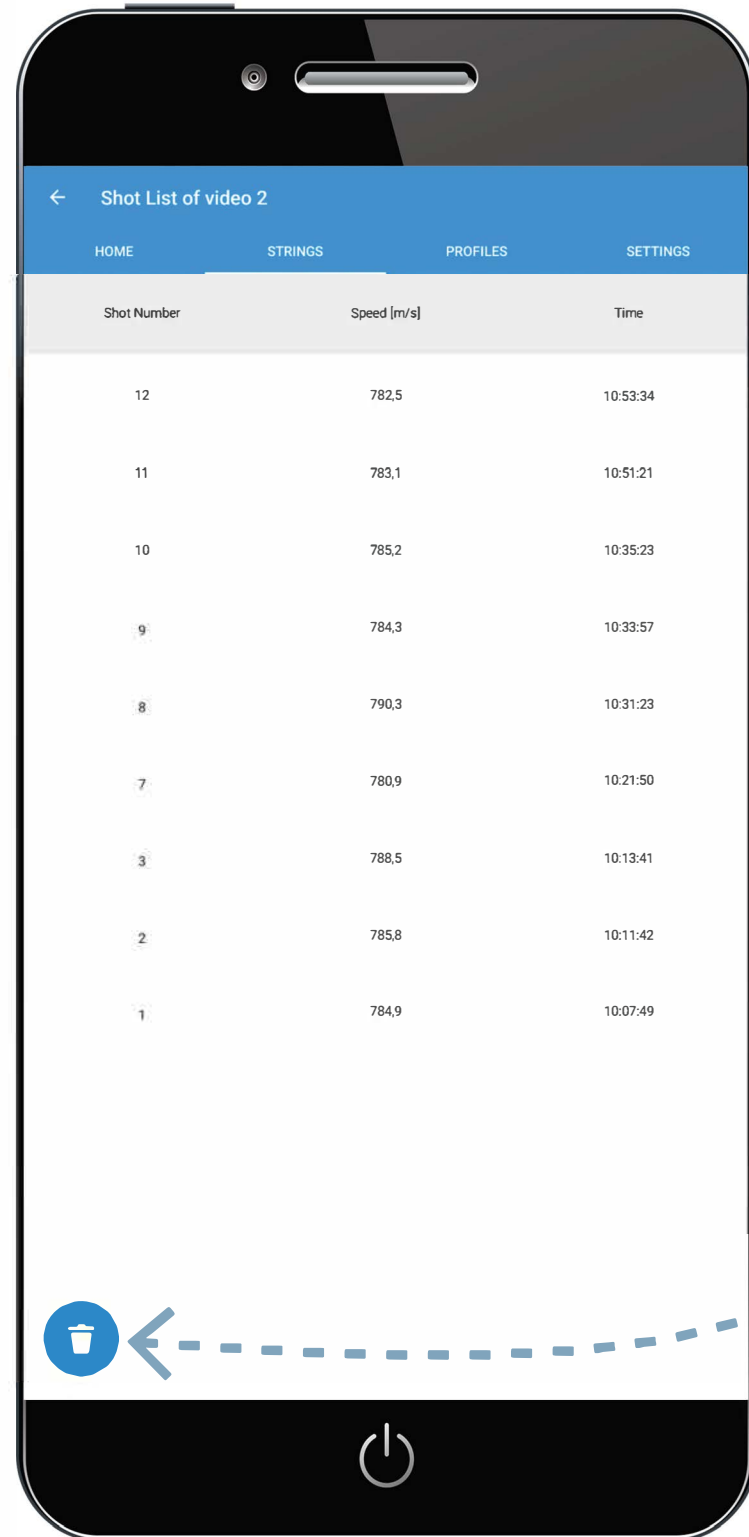 Shot List of video 2
HOME STRINGS PROFILES SETTINGS
Shot Number Speed [m/s] Time
12 782,5 10:53:34
11 783,1 10:51:21
10 785,2 10:35:23
9 784,3 10:33:57
8 790,3 10:31:23
7 780,9 10:21:50
3 788,5 10:13:41
2 785,8 10:11:42
1 784,9 10:07:49